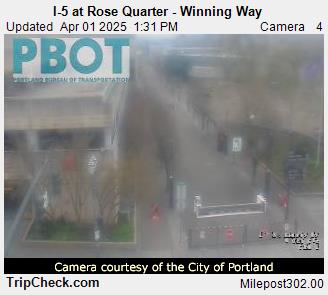 I-5 at Rose Quarter - Winning Way
Updated Apr 01 2025 1:31 PM Camera 4
PBOT
PORTLAND BUREAU OF TRANSPORTATION
Camera courtesy of the City of Portland
TripCheck.com Milepost302.00